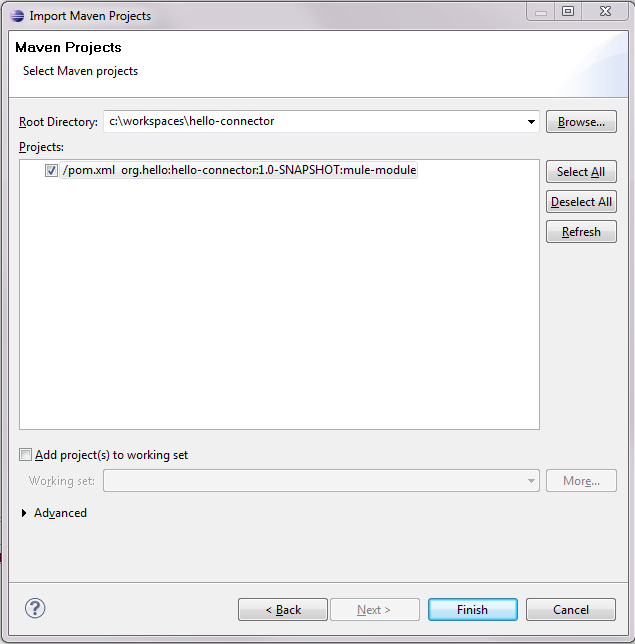 Import Maven Projects
Maven Projects
Select Maven projects
Root Directory: c:\workspaces\hello-connector Browse...
Projects:
/pom.xml org.hello:hello-connector:1.0-SNAPSHOT:mule-module
Select All
Deselect All
Refresh
Add project(s) to working set
Working set: More...
Advanced
? < Back Next > Finish Cancel